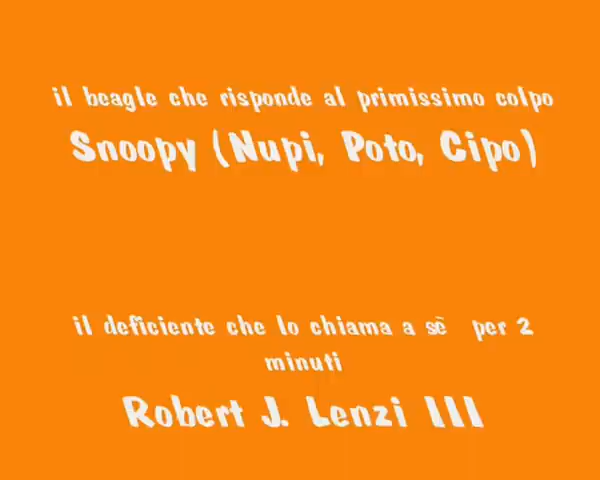 il beagle che risponde al primissimo colpo
Snoopy (Nupi, Poto, Cipo)
il deficiente che lo chiama a sè per 2
minuti
Robert J. Lenzi III